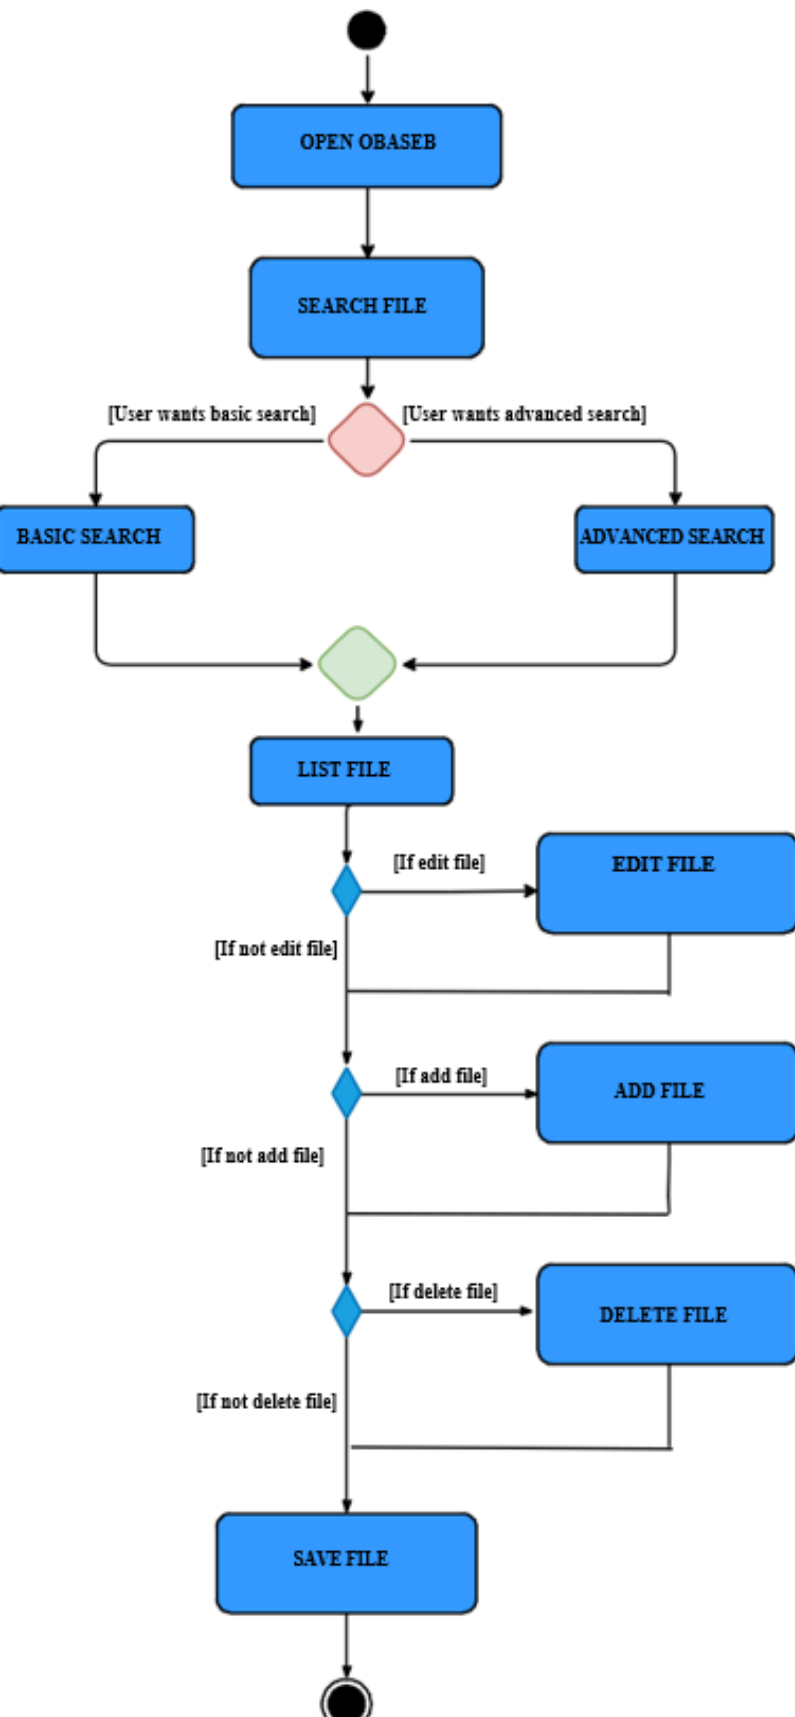 OPEN OBASEB
SEARCH FILE
[User wants basic search]
[User wants advanced search]
BASIC SEARCH
ADVANCED SEARCH
LIST FILE
[If edit file]
EDIT FILE
[If not edit file]
[If add file]
ADD FILE
[If not add file]
[If delete file]
DELETE FILE
[If not delete file]
SAVE FILE